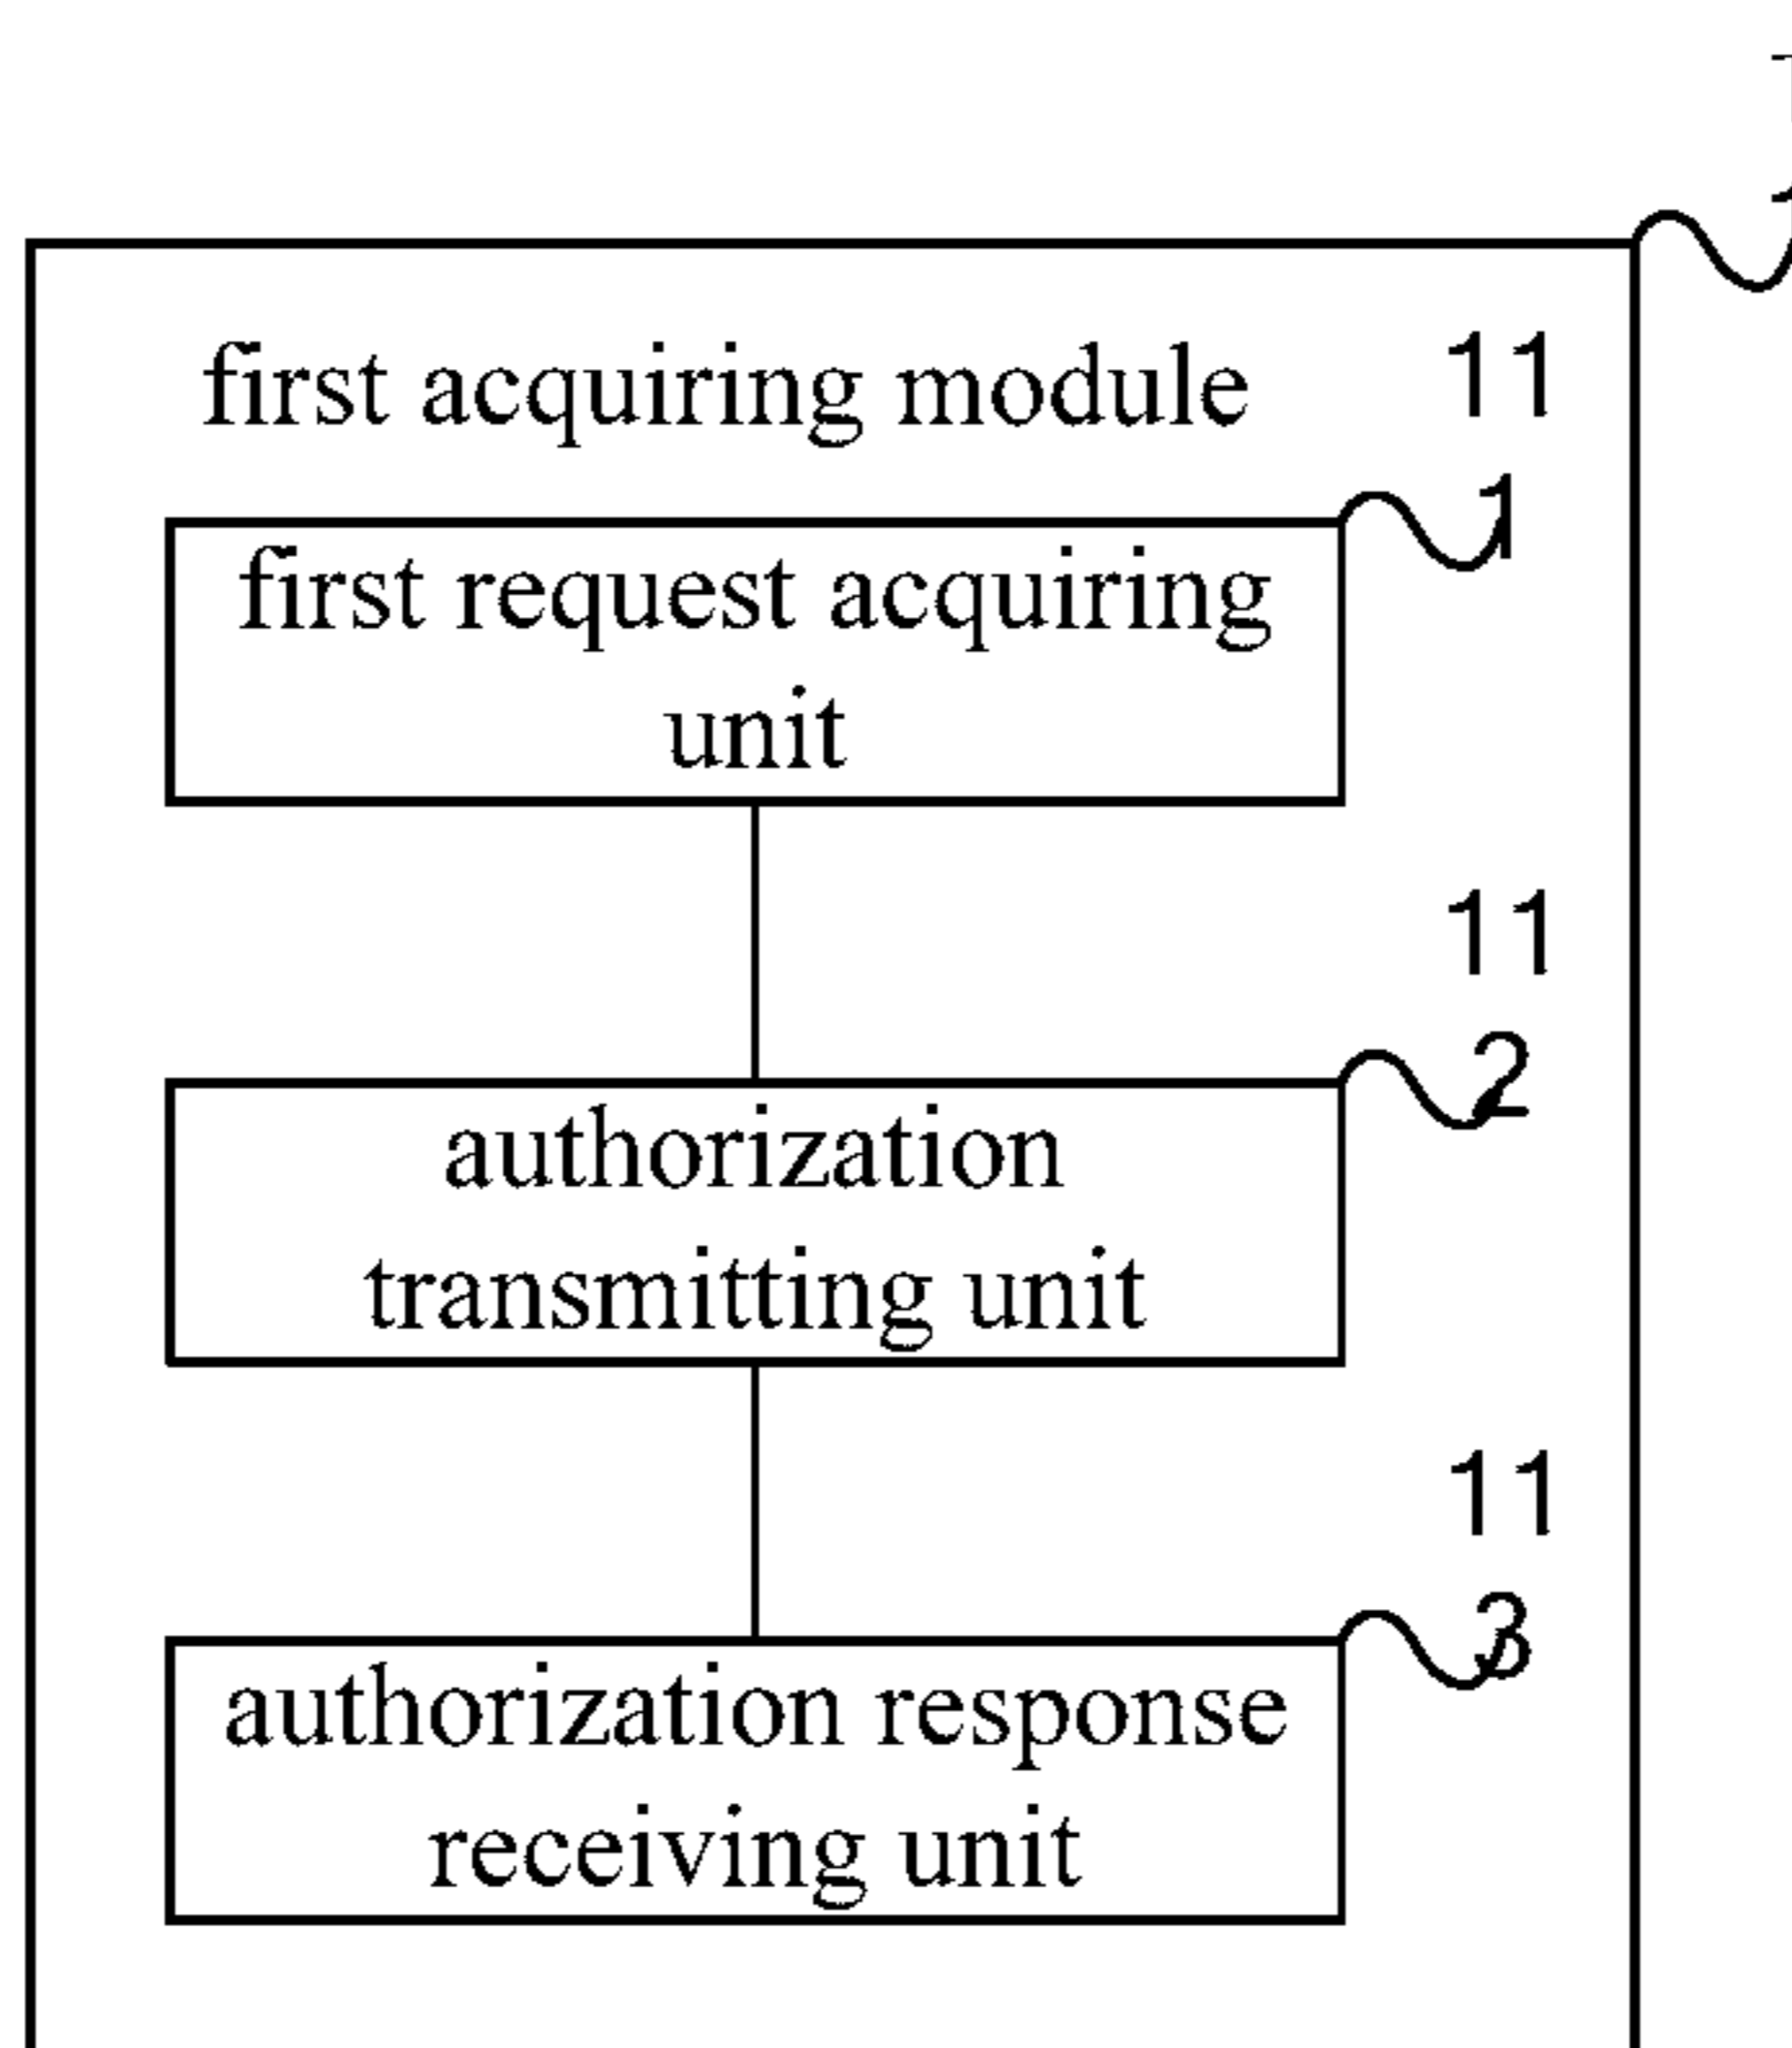 first acquiring module
11
1
first request acquiring
unit
11
2
authorization
transmitting unit
11
3
authorization response
receiving unit